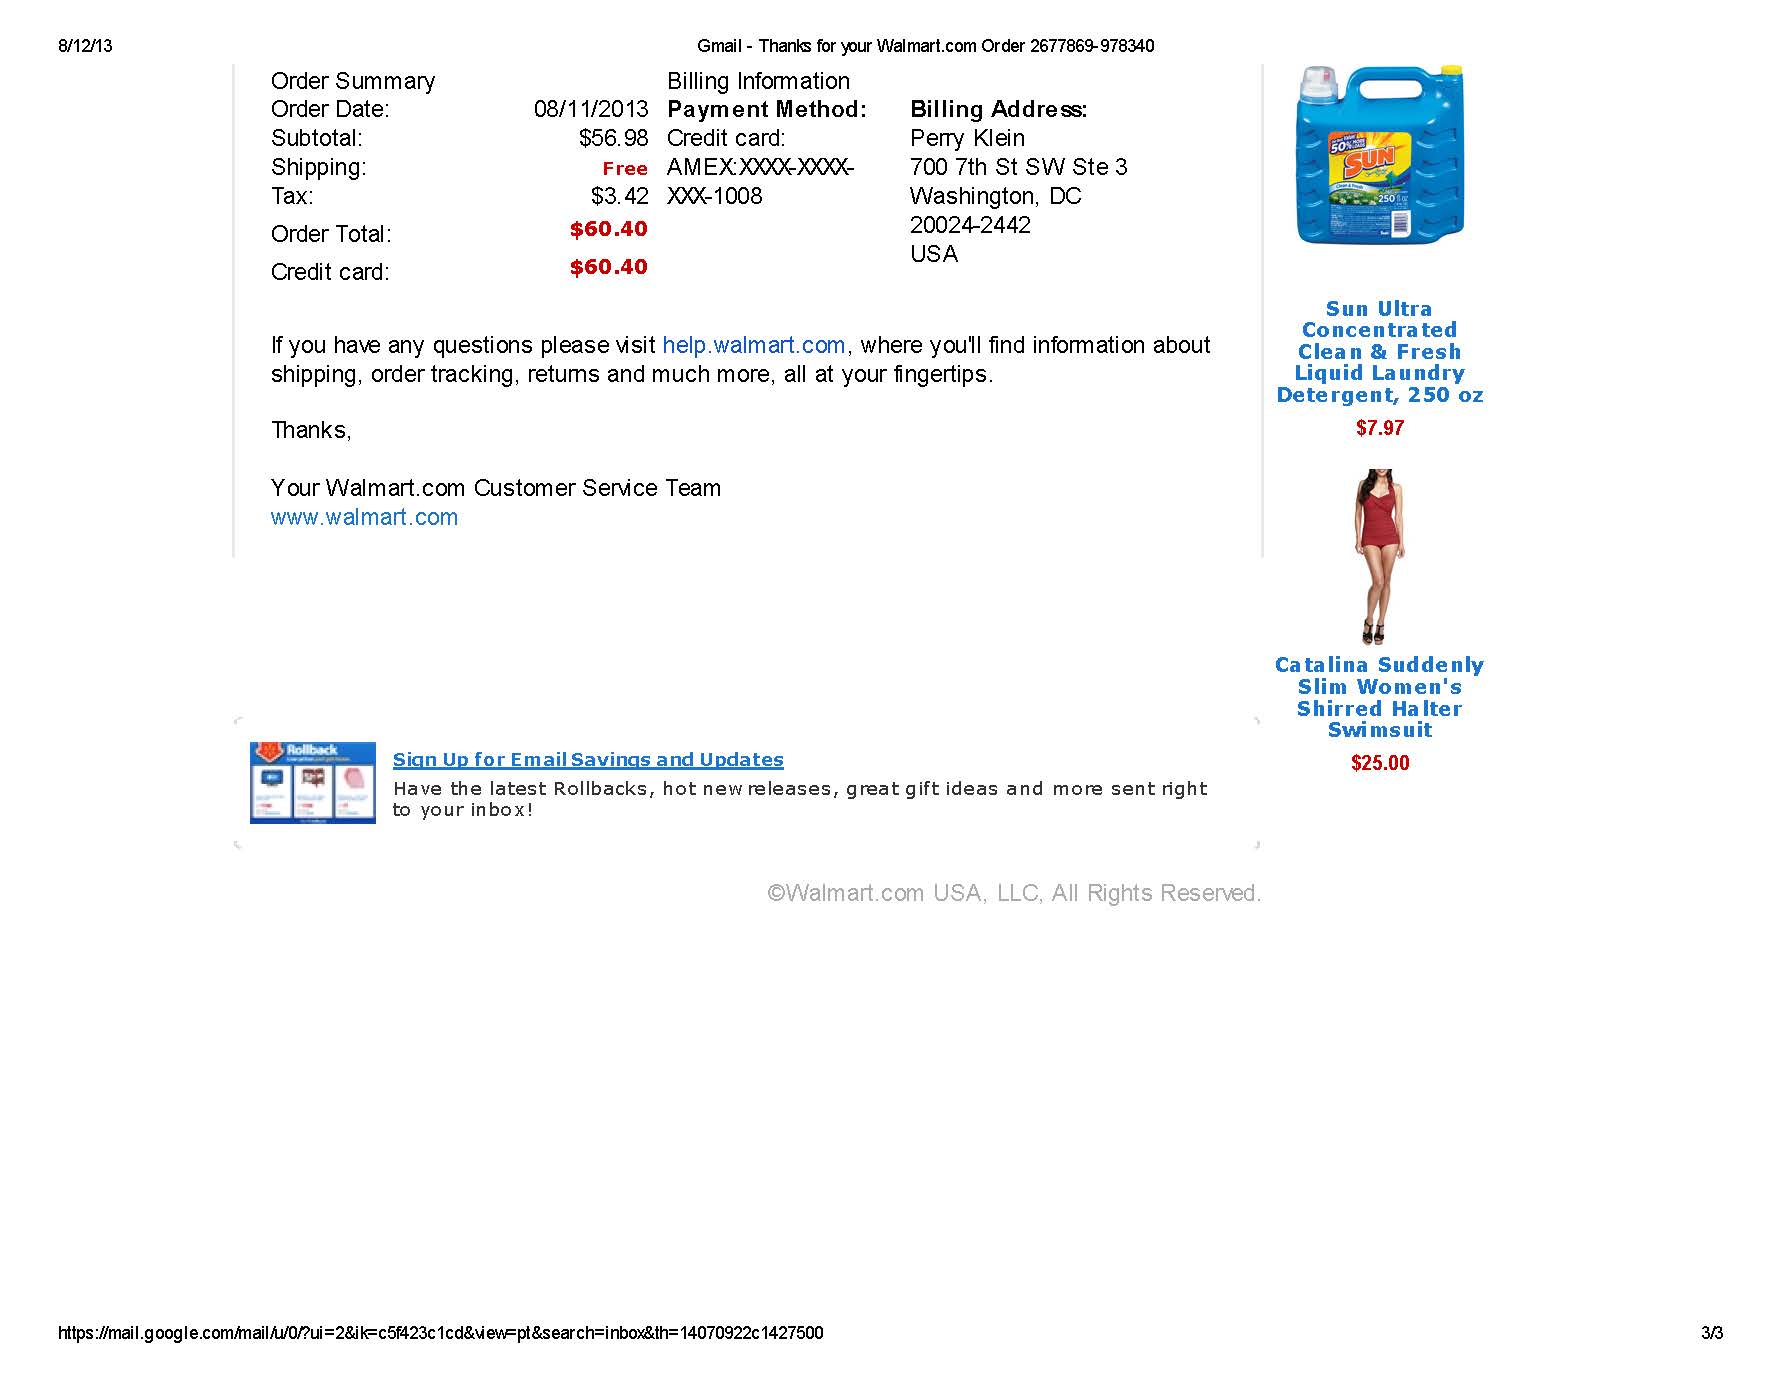 8/12/13
Gmail - Thanks for your Walmart.com Order 2677869-978340
Order Summary
Order Date: 08/11/2013
Subtotal: $56.98
Shipping: Free
Tax: $3.42
Order Total: $60.40
Credit card: $60.40
Billing Information
Payment Method:
Credit card:
AMEX:XXXX-XXXX-
XXX-1008
Billing Address:
Perry Klein
700 7th St SW Ste 3
Washington, DC
20024-2442
USA
If you have any questions please visit help.walmart.com, where you'll find information about
shipping, order tracking, returns and much more, all at your fingertips.
Thanks,
Your Walmart.com Customer Service Team
www.walmart.com
50%
SUN
Clean & Fresh
250 fl oz
Sun Ultra
Concentrated
Clean & Fresh
Liquid Laundry
Detergent, 250 oz
$7.97
Catalina Suddenly
Slim Women's
Shirred Halter
Swimsuit
$25.00
Rollback
Sign Up for Email Savings and Updates
Have the latest Rollbacks, hot new releases, great gift ideas and more sent right
to your inbox!
©Walmart.com USA, LLC, All Rights Reserved.
https://mail.google.com/mail/u/0/?ui=2&ik=c5f423c1cd&view=pt&search=inbox&th=14070922c1427500
3/3